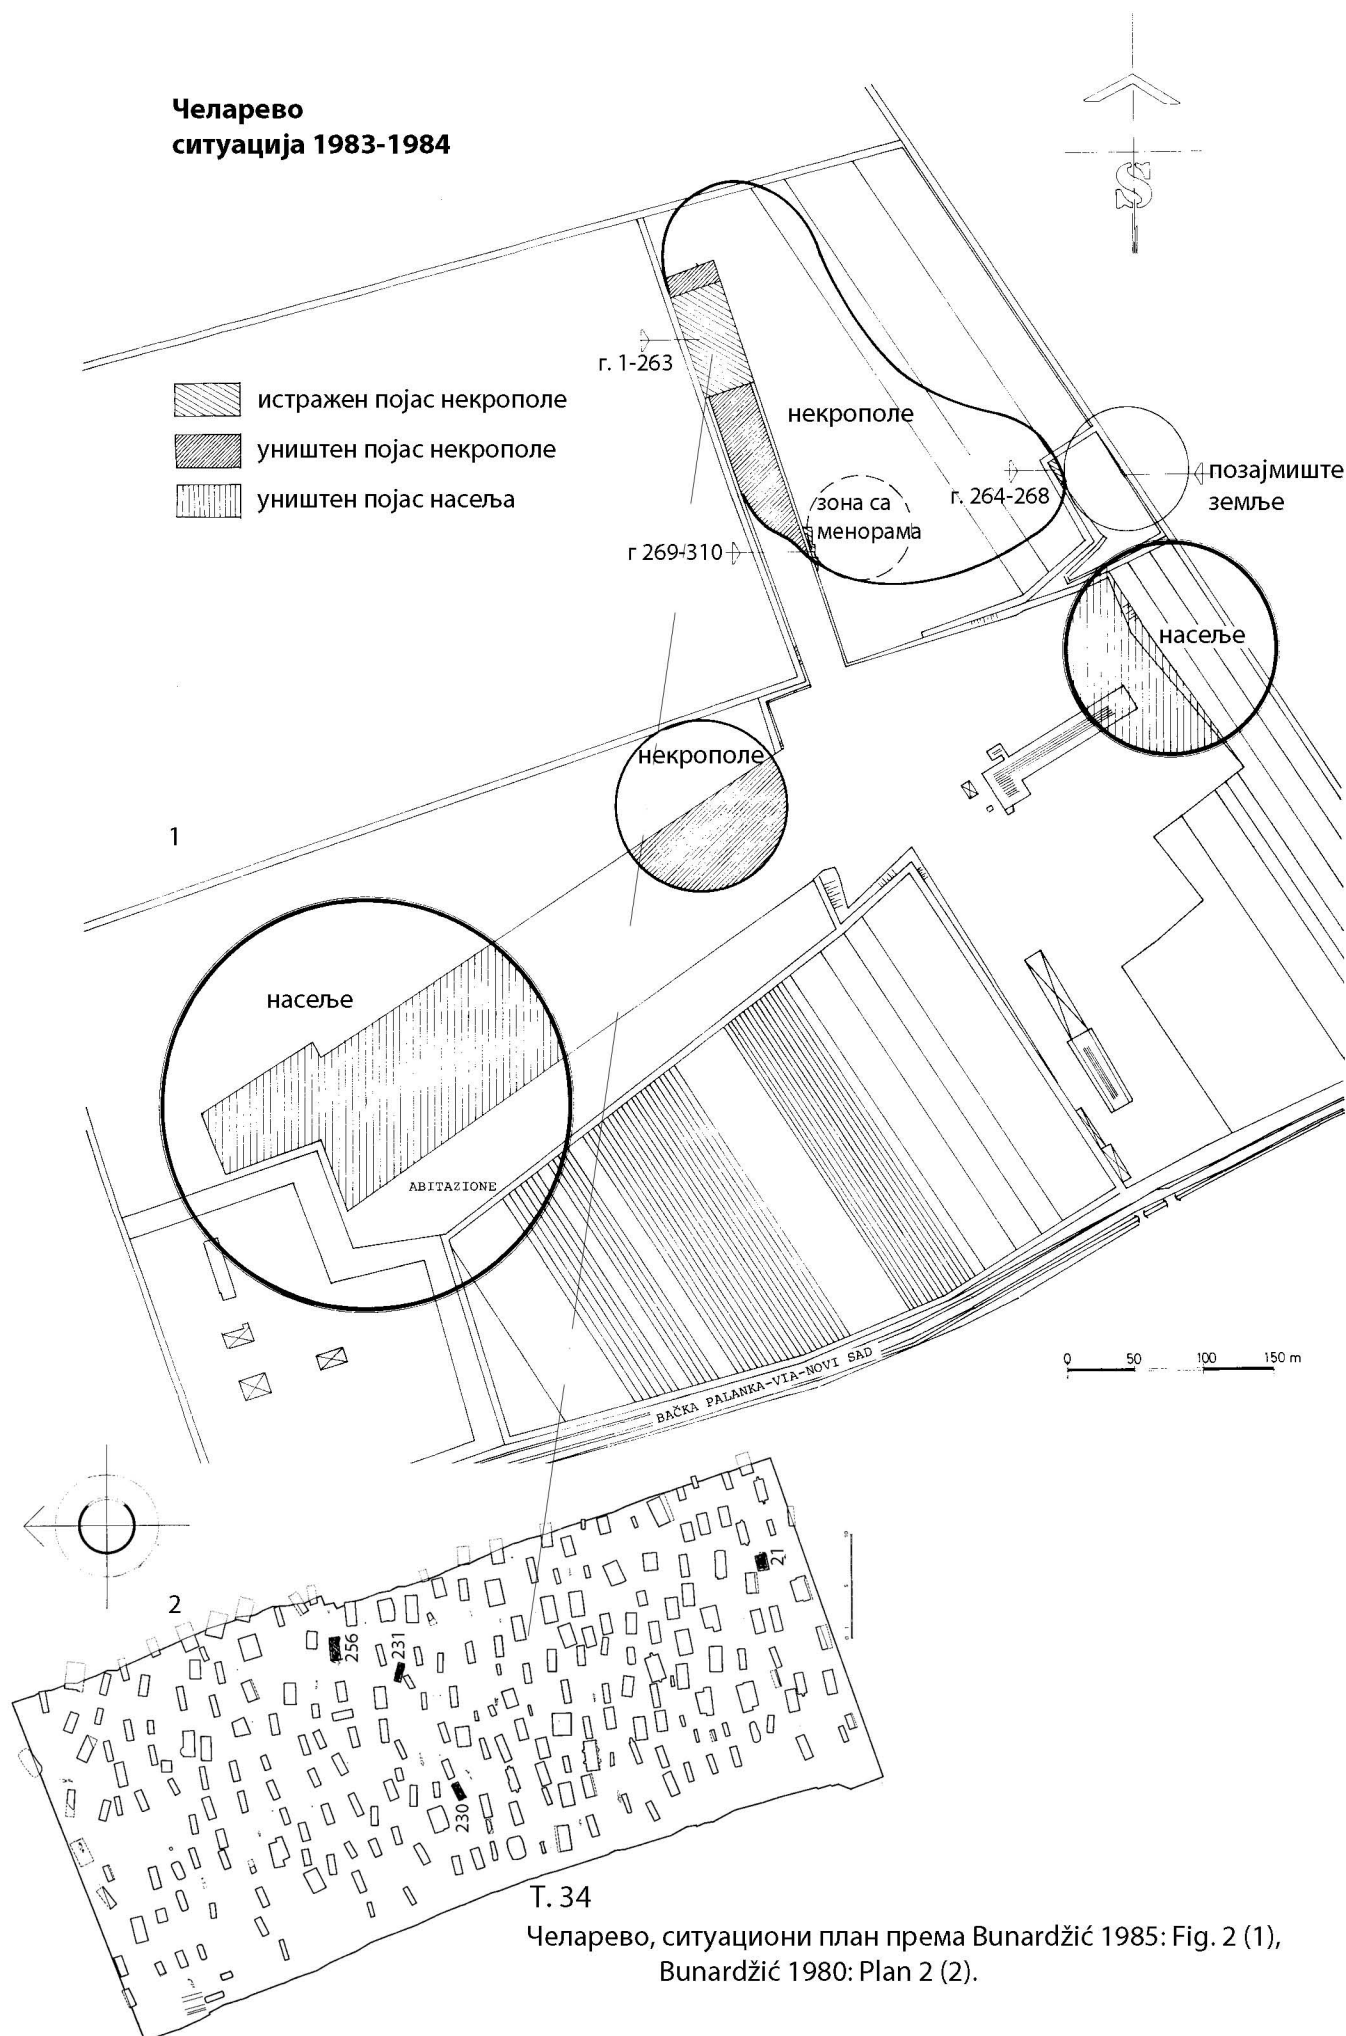 Челарево
ситуација 1983-1984
S
г. 1-263
истражен појас некрополе
уништен појас некрополе
уништен појас насеља
некрополе
г. 264-268
позајмиште
земље
зона са
менорама
г 269-310
насеље
некрополе
1
насеље
ABITAZIONE
BAČKA PALANKA-VIA-NOVI SAD
0 50 100 150 m
2
21
256
231
230
Т. 34
Челарево, ситуациони план према Bunardžić 1985: Fig. 2 (1),
Bunardžić 1980: Plan 2 (2).